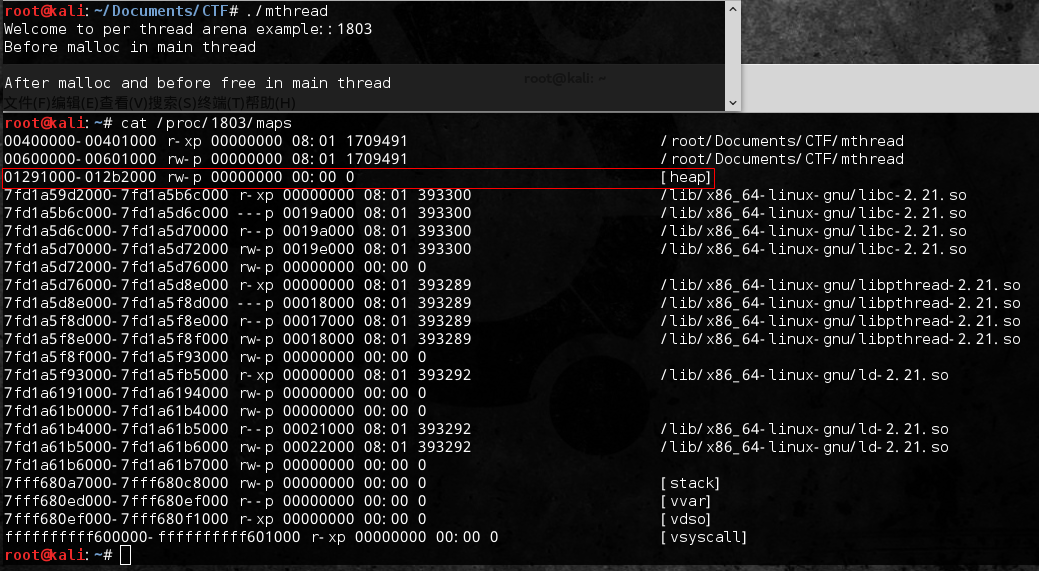 root@kali:~/Documents/CTF# ./mthread
Welcome to per thread arena example::1803
Before malloc in main thread
After malloc and before free in main thread
root@kali: ~
文件(F)编辑(E)查看(V)搜索(S)终端(T)帮助(H)
root@kali:~# cat /proc/1803/maps
00400000-00401000 r-xp 00000000 08:01 1709491 /root/Documents/CTF/mthread
00600000-00601000 rw-p 00000000 08:01 1709491 /root/Documents/CTF/mthread
01291000-012b2000 rw-p 00000000 00:00 0 [heap]
7fd1a59d2000-7fd1a5b6c000 r-xp 00000000 08:01 393300 /lib/x86_64-linux-gnu/libc-2.21.so
7fd1a5b6c000-7fd1a5d6c000 ---p 0019a000 08:01 393300 /lib/x86_64-linux-gnu/libc-2.21.so
7fd1a5d6c000-7fd1a5d70000 r--p 0019a000 08:01 393300 /lib/x86_64-linux-gnu/libc-2.21.so
7fd1a5d70000-7fd1a5d72000 rw-p 0019e000 08:01 393300 /lib/x86_64-linux-gnu/libc-2.21.so
7fd1a5d72000-7fd1a5d76000 rw-p 00000000 00:00 0
7fd1a5d76000-7fd1a5d8e000 r-xp 00000000 08:01 393289 /lib/x86_64-linux-gnu/libpthread-2.21.so
7fd1a5d8e000-7fd1a5f8d000 ---p 00018000 08:01 393289 /lib/x86_64-linux-gnu/libpthread-2.21.so
7fd1a5f8d000-7fd1a5f8e000 r--p 00017000 08:01 393289 /lib/x86_64-linux-gnu/libpthread-2.21.so
7fd1a5f8e000-7fd1a5f8f000 rw-p 00018000 08:01 393289 /lib/x86_64-linux-gnu/libpthread-2.21.so
7fd1a5f8f000-7fd1a5f93000 rw-p 00000000 00:00 0
7fd1a5f93000-7fd1a5fb5000 r-xp 00000000 08:01 393292 /lib/x86_64-linux-gnu/ld-2.21.so
7fd1a6191000-7fd1a6194000 rw-p 00000000 00:00 0
7fd1a61b0000-7fd1a61b4000 rw-p 00000000 00:00 0
7fd1a61b4000-7fd1a61b5000 r--p 00021000 08:01 393292 /lib/x86_64-linux-gnu/ld-2.21.so
7fd1a61b5000-7fd1a61b6000 rw-p 00022000 08:01 393292 /lib/x86_64-linux-gnu/ld-2.21.so
7fd1a61b6000-7fd1a61b7000 rw-p 00000000 00:00 0
7fff680a7000-7fff680c8000 rw-p 00000000 00:00 0 [stack]
7fff680ed000-7fff680ef000 r--p 00000000 00:00 0 [vvar]
7fff680ef000-7fff680f1000 r-xp 00000000 00:00 0 [vdso]
ffffffffff600000-ffffffffff601000 r-xp 00000000 00:00 0 [vsyscall]
root@kali:~#